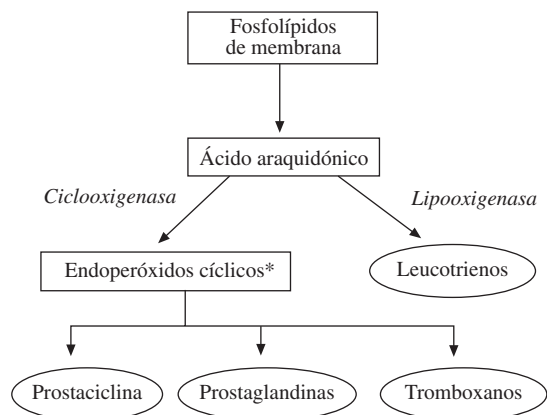 Fosfolípidos
de membrana
Ácido araquidónico
Ciclooxigenasa
Lipooxigenasa
Endoperóxidos cíclicos*
Leucotrienos
Prostaciclina
Prostaglandinas
Tromboxanos